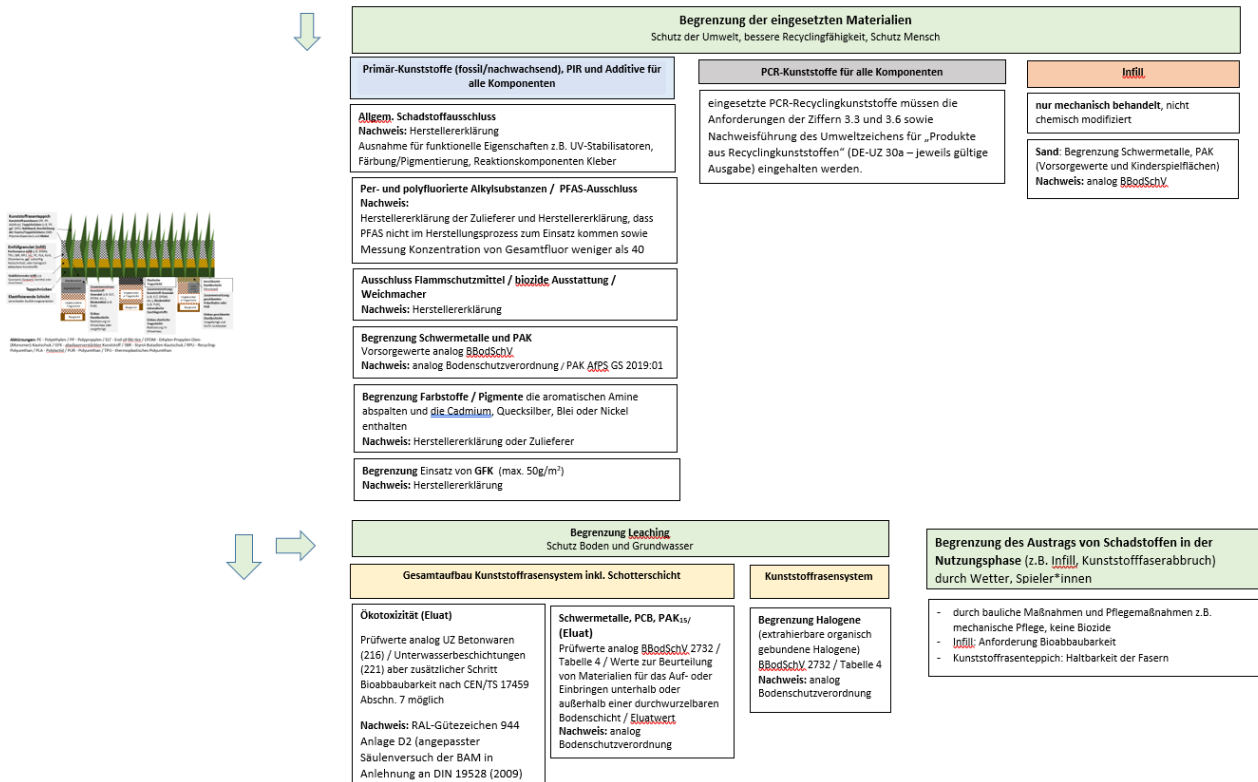 Begrenzung der eingesetzten Materialien
Schutz der Umwelt, bessere Recyclingfähigkeit, Schutz Mensch
Primär-Kunststoffe (fossil/nachwachsend), PIR und Additive für
alle Komponenten
Allgem. Schadstoffausschluss
Nachweis: Herstellererklärung
Ausnahme für funktionelle Eigenschaften z.B. UV-Stabilisatoren,
Färbung/Pigmentierung, Reaktionskomponenten Kleber
Per- und polyfluorierte Alkylsubstanzen / PFAS-Ausschluss
Nachweis:
Herstellererklärung der Zulieferer und Herstellererklärung, dass
PFAS nicht im Herstellungsprozess zum Einsatz kommen sowie
Messung Konzentration von Gesamtfluor weniger als 40
Ausschluss Flammschutzmittel / biozide Ausstattung /
Weichmacher
Nachweis: Herstellererklärung
Begrenzung Schwermetalle und PAK
Vorsorgewerte analog BBodSchV
Nachweis: analog Bodenschutzverordnung / PAK AfPS GS 2019:01
Begrenzung Farbstoffe / Pigmente die aromatischen Amine
abspalten und die Cadmium, Quecksilber, Blei oder Nickel
enthalten
Nachweis: Herstellererklärung oder Zulieferer
Begrenzung Einsatz von GFK (max. 50g/m²)
Nachweis: Herstellererklärung
PCR-Kunststoffe für alle Komponenten
eingesetzte PCR-Recyclingkunststoffe müssen die
Anforderungen der Ziffern 3.3 und 3.6 sowie
Nachweisführung des Umweltzeichens für „Produkte
aus Recyclingkunststoffen“ (DE-UZ 30a – jeweils gültige
Ausgabe) eingehalten werden.
Infill
nur mechanisch behandelt, nicht
chemisch modifiziert
Sand: Begrenzung Schwermetalle, PAK
(Vorsorgewerte und Kinderspielflächen)
Nachweis: analog BBodSchV
Kunststoffrasenteppich
Teppichrücken
Elastifizierende Schicht
Begrenzung Leaching
Schutz Boden und Grundwasser
Gesamtaufbau Kunststoffrasensystem inkl. Schotterschicht
Ökotoxizität (Eluat)
Prüfwerte analog UZ Betonwaren
(216) / Unterwasserbeschichtungen
(221) aber zusätzlicher Schritt
Bioabbaubarkeit nach CEN/TS 17459
Abschn. 7 möglich
Nachweis: RAL-Gütezeichen 944
Anlage D2 (angepasster
Säulenversuch der BAM in
Anlehnung an DIN 19528 (2009)
Schwermetalle, PCB, PAK15/
(Eluat)
Prüfwerte analog BBodSchV 2732 /
Tabelle 4 / Werte zur Beurteilung
von Materialien für das Auf- oder
Einbringen unterhalb oder
außerhalb einer durchwurzelbaren
Bodenschicht / Eluatwert
Nachweis: analog
Bodenschutzverordnung
Kunststoffrasensystem
Begrenzung Halogene
(extrahierbare organisch
gebundene Halogene)
BBodSchV 2732 / Tabelle 4
Nachweis: analog
Bodenschutzverordnung
Begrenzung des Austrags von Schadstoffen in der
Nutzungsphase (z.B. Infill, Kunststofffaserabbruch)
durch Wetter, Spieler*innen
- durch bauliche Maßnahmen und Pflegemaßnahmen z.B.
mechanische Pflege, keine Biozide
- Infill: Anforderung Bioabbaubarkeit
- Kunststoffrasenteppich: Haltbarkeit der Fasern